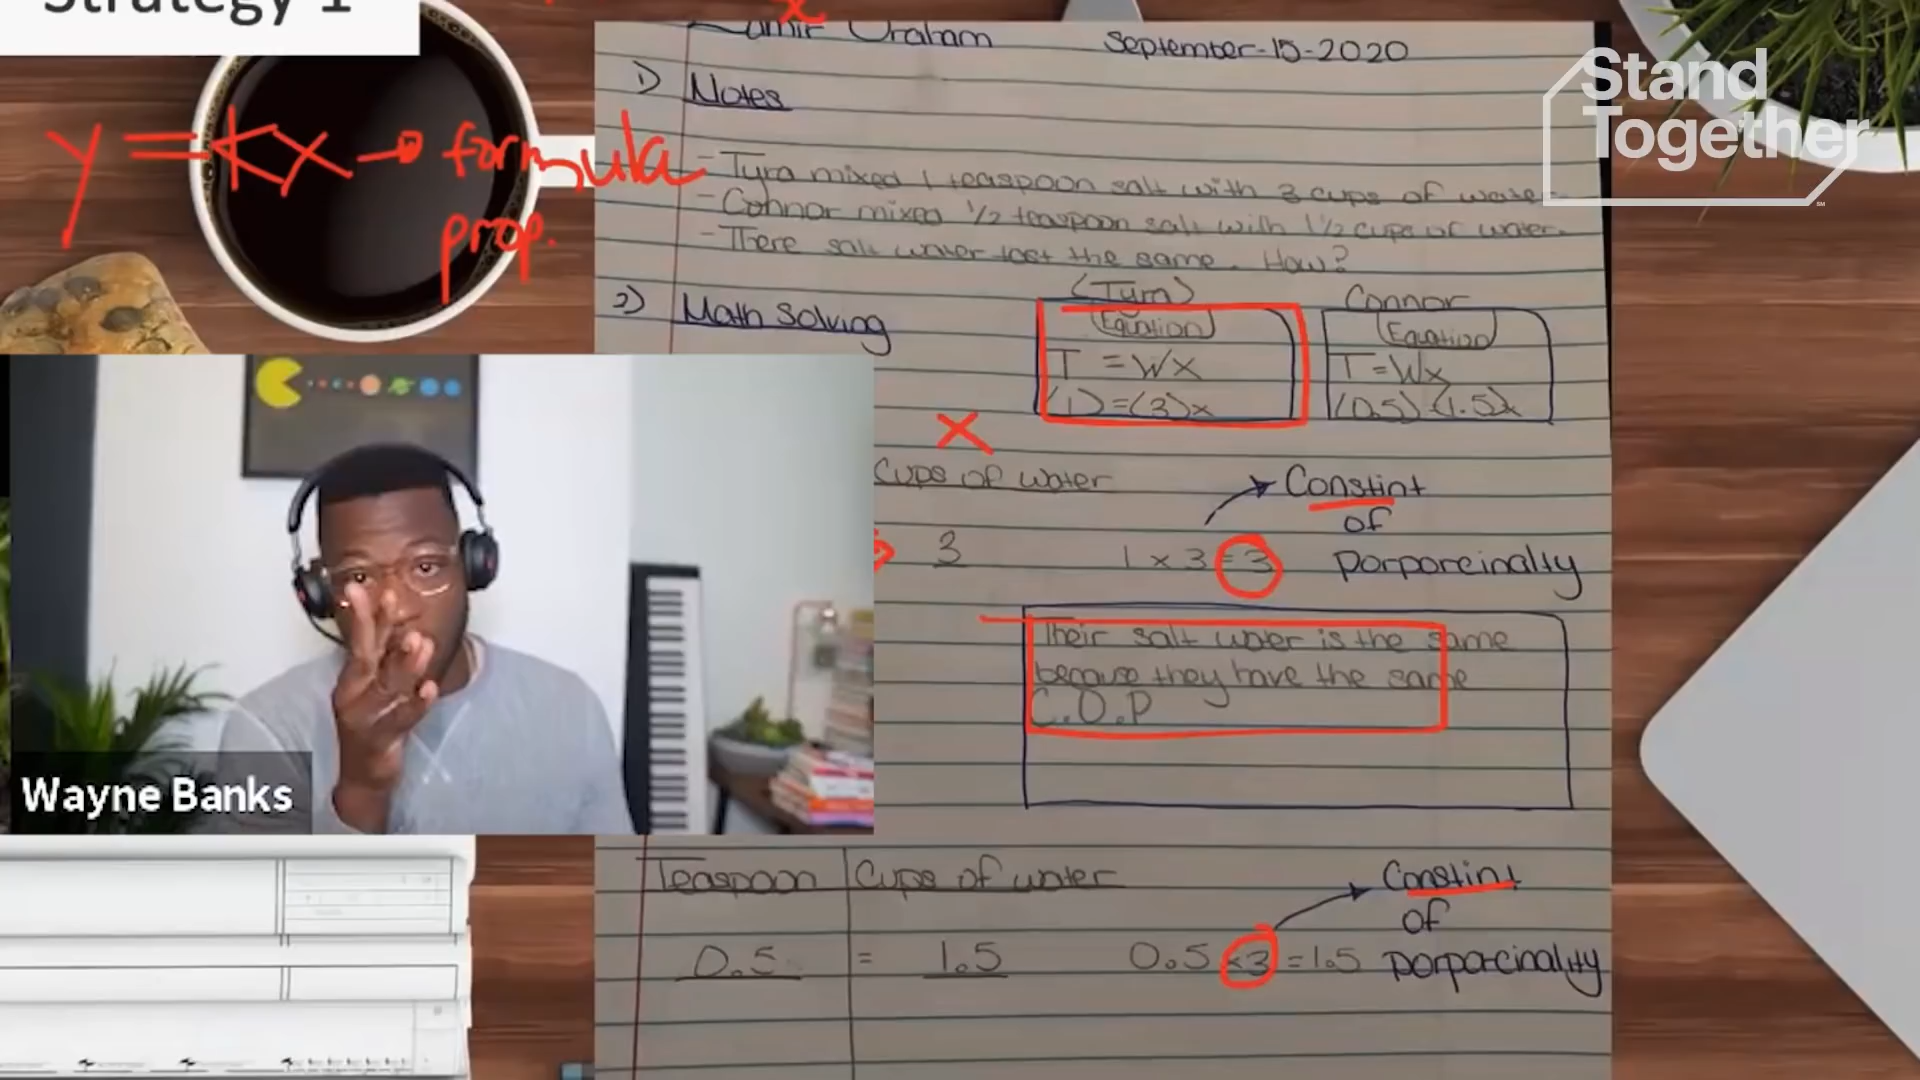 Strategy 1
September-15-2020
Stand
Together
1) Notes
y = kx → formula
prop.
- Tyra mixed 1 teaspoon salt with 3 cups of water.
- Connor mixed 1/2 teaspoon salt with 1 1/2 cups of water.
- There salt water tast the same. How?
2) Math Solving
(Tyra)
Equation
T = Wx
(1) = (3)x
Connor
Equation
T = Wx
(0.5) = (1.5)x
x
Cups of water
3
1 x 3 = 3
Constint
of
porporcinalty
Their salt water is the same
because they have the same
C.O.P
Wayne Banks
Teaspoon Cups of water
0.5 = 1.5
0.5 x3 = 1.5
Constint
of
porporcinality